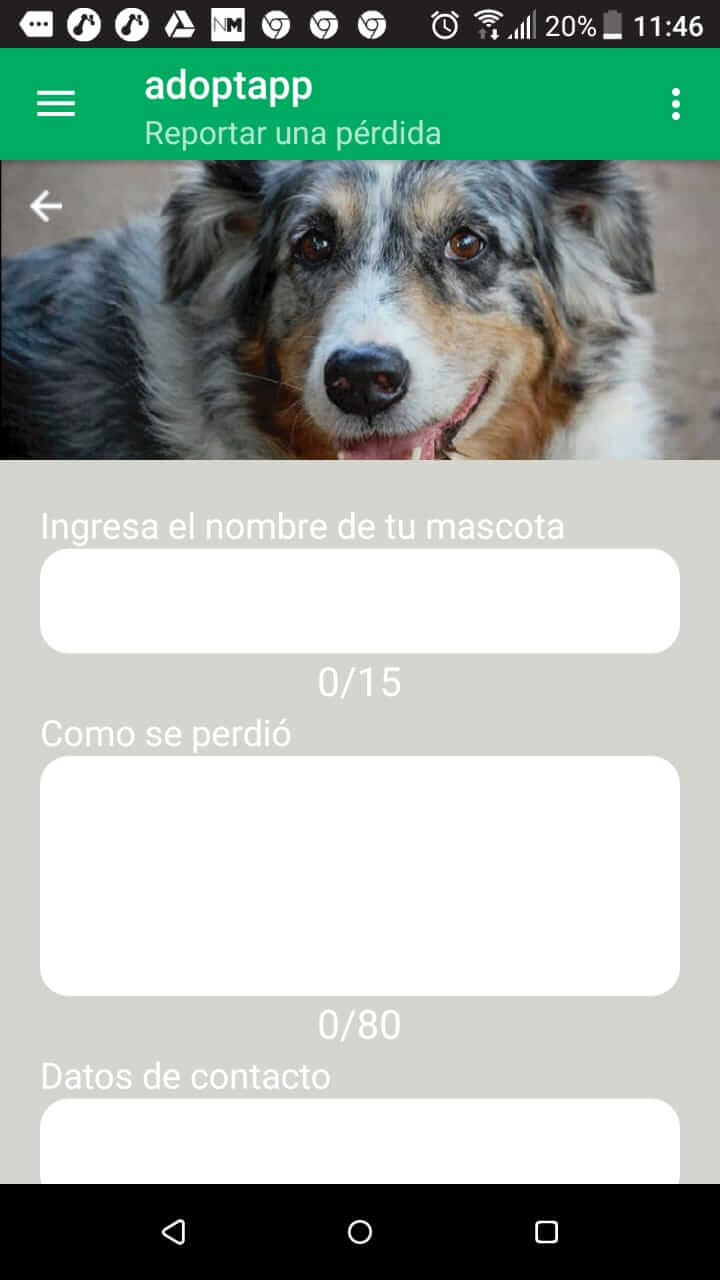 NM
20%
11:46
adoptapp
Reportar una pérdida
Ingresa el nombre de tu mascota
0/15
Como se perdió
0/80
Datos de contacto